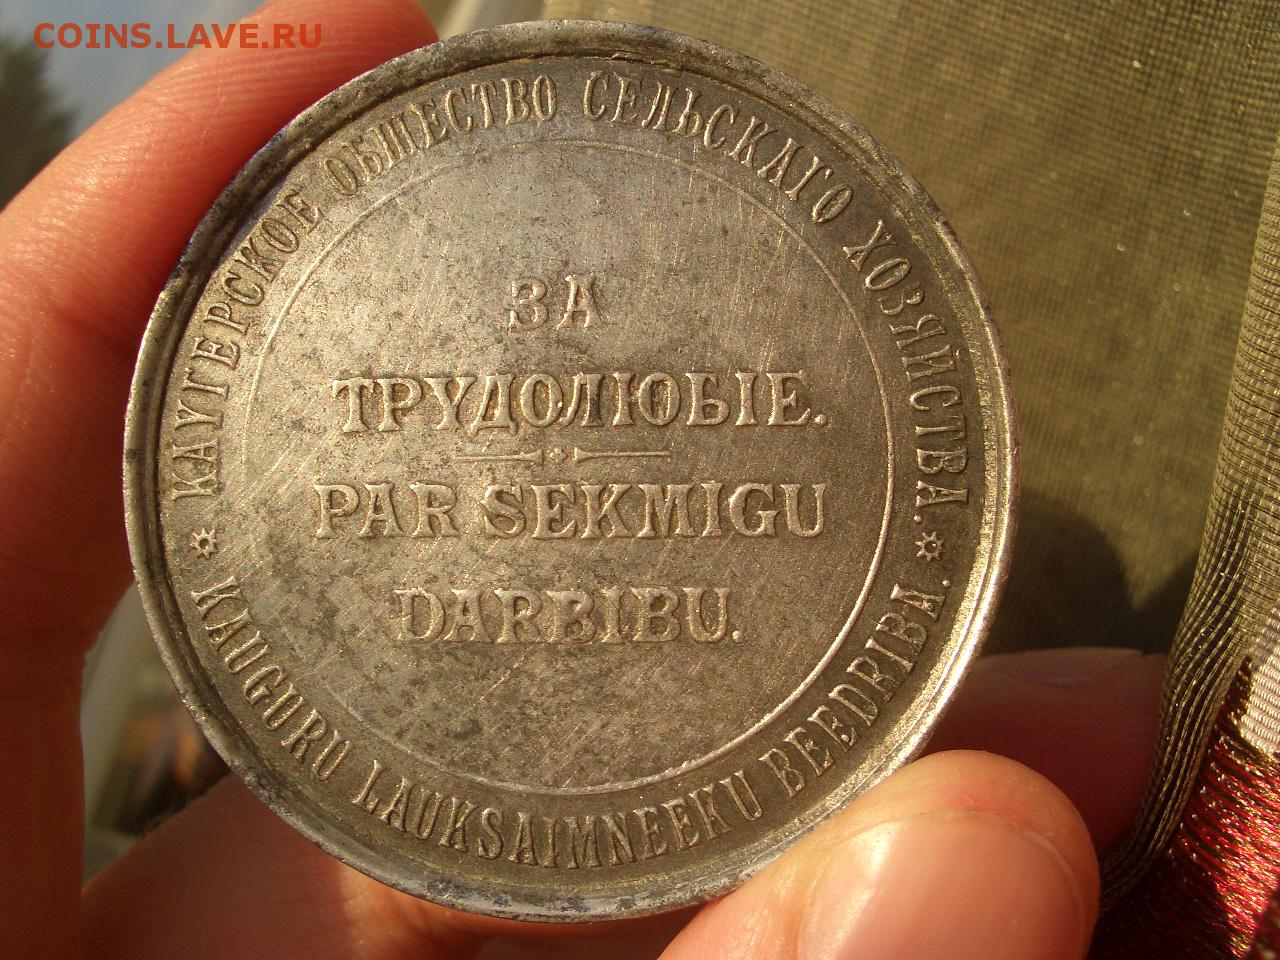 COINS.LAVE.RU
КАУГЕРСКОЕ ОБЩЕСТВО СЕЛЬСКАГО ХОЗЯЙСТВА.
ЗА
ТРУДОЛЮБІЕ.
PAR SEKMIGU
DARBIBU.
KAUGURU LAUKSAIMNEEKU BEEDRIBA.